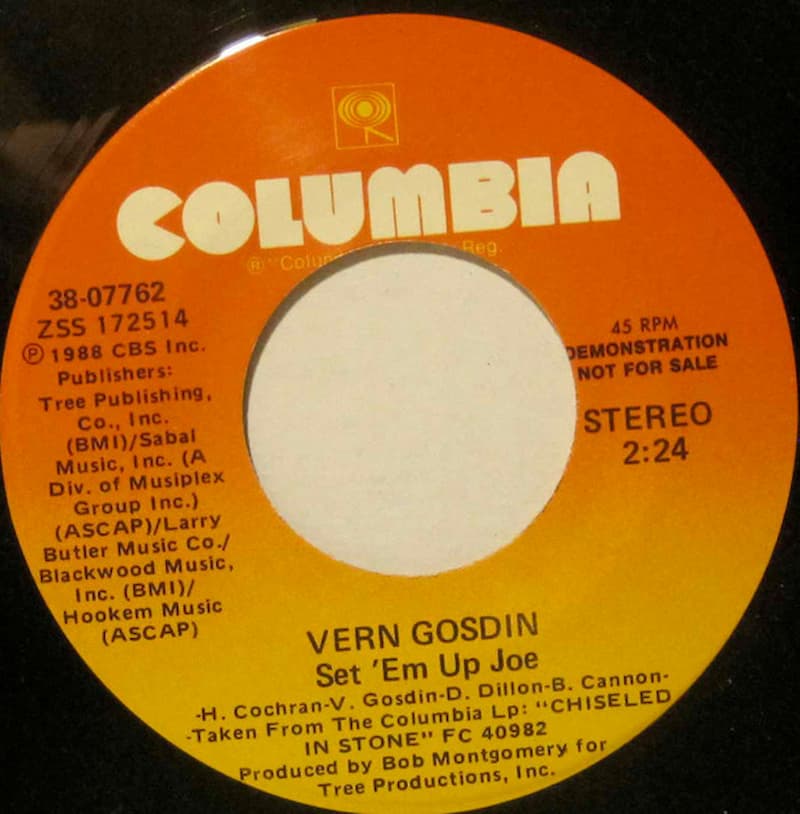 COLUMBIA
® "Colu Reg.
38-07762
ZSS 172514
℗ 1988 CBS Inc.
Publishers:
Tree Publishing,
Co., Inc.
(BMI)/Sabal
Music, Inc. (A
Div. of Musiplex
Group Inc.)
(ASCAP)/Larry
Butler Music Co./
Blackwood Music,
Inc. (BMI)/
Hookem Music
(ASCAP)
45 RPM
DEMONSTRATION
NOT FOR SALE
STEREO
2:24
VERN GOSDIN
Set 'Em Up Joe
-H. Cochran-V. Gosdin-D. Dillon-B. Cannon-
-Taken From The Columbia Lp: "CHISELED
IN STONE" FC 40982
Produced by Bob Montgomery for
Tree Productions, Inc.